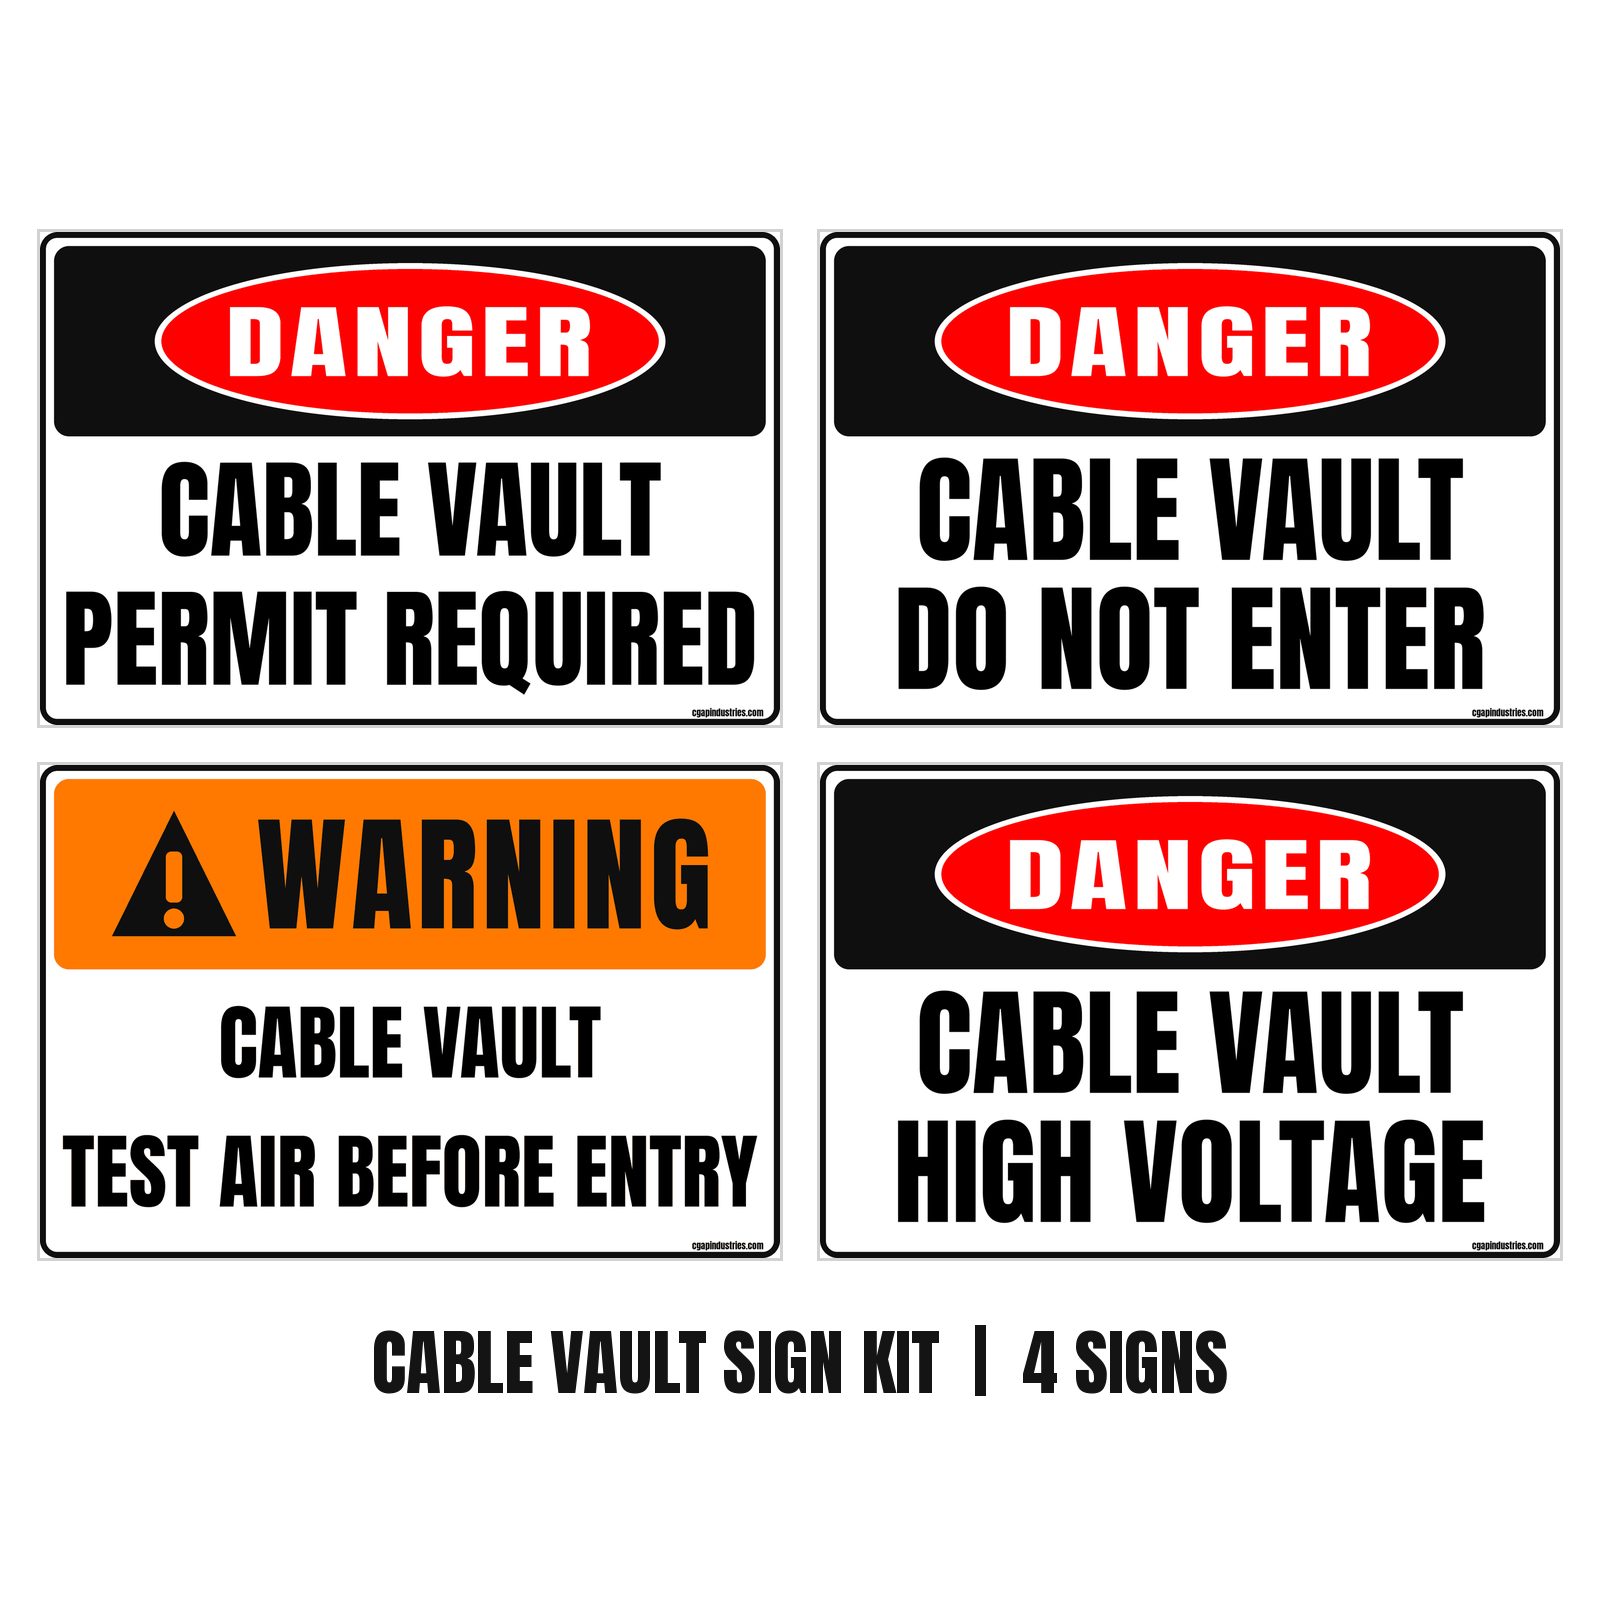 DANGER
CABLE VAULT
PERMIT REQUIRED
cgapindustries.com
DANGER
CABLE VAULT
DO NOT ENTER
cgapindustries.com
WARNING
CABLE VAULT
TEST AIR BEFORE ENTRY
cgapindustries.com
DANGER
CABLE VAULT
HIGH VOLTAGE
cgapindustries.com
CABLE VAULT SIGN KIT | 4 SIGNS